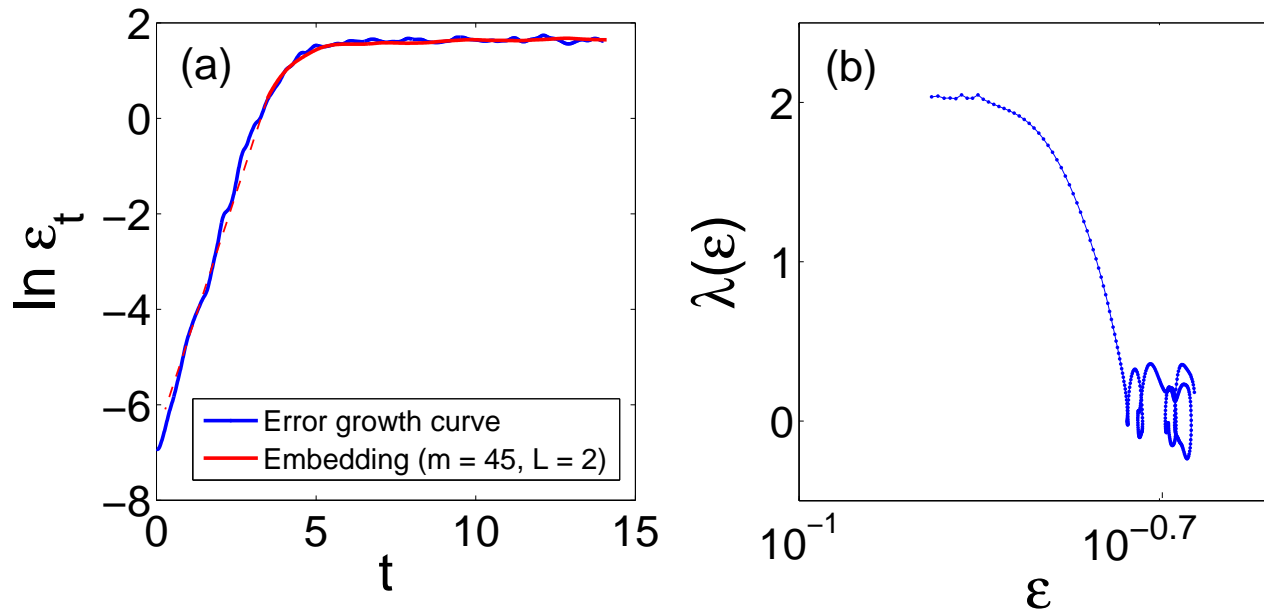 (a)
ln εt
2
0
−2
−4
−6
−8
0
5
10
15
t
Error growth curve
Embedding (m = 45, L = 2)
(b)
λ(ε)
2
1
0
10^-1
10^-0.7
ε